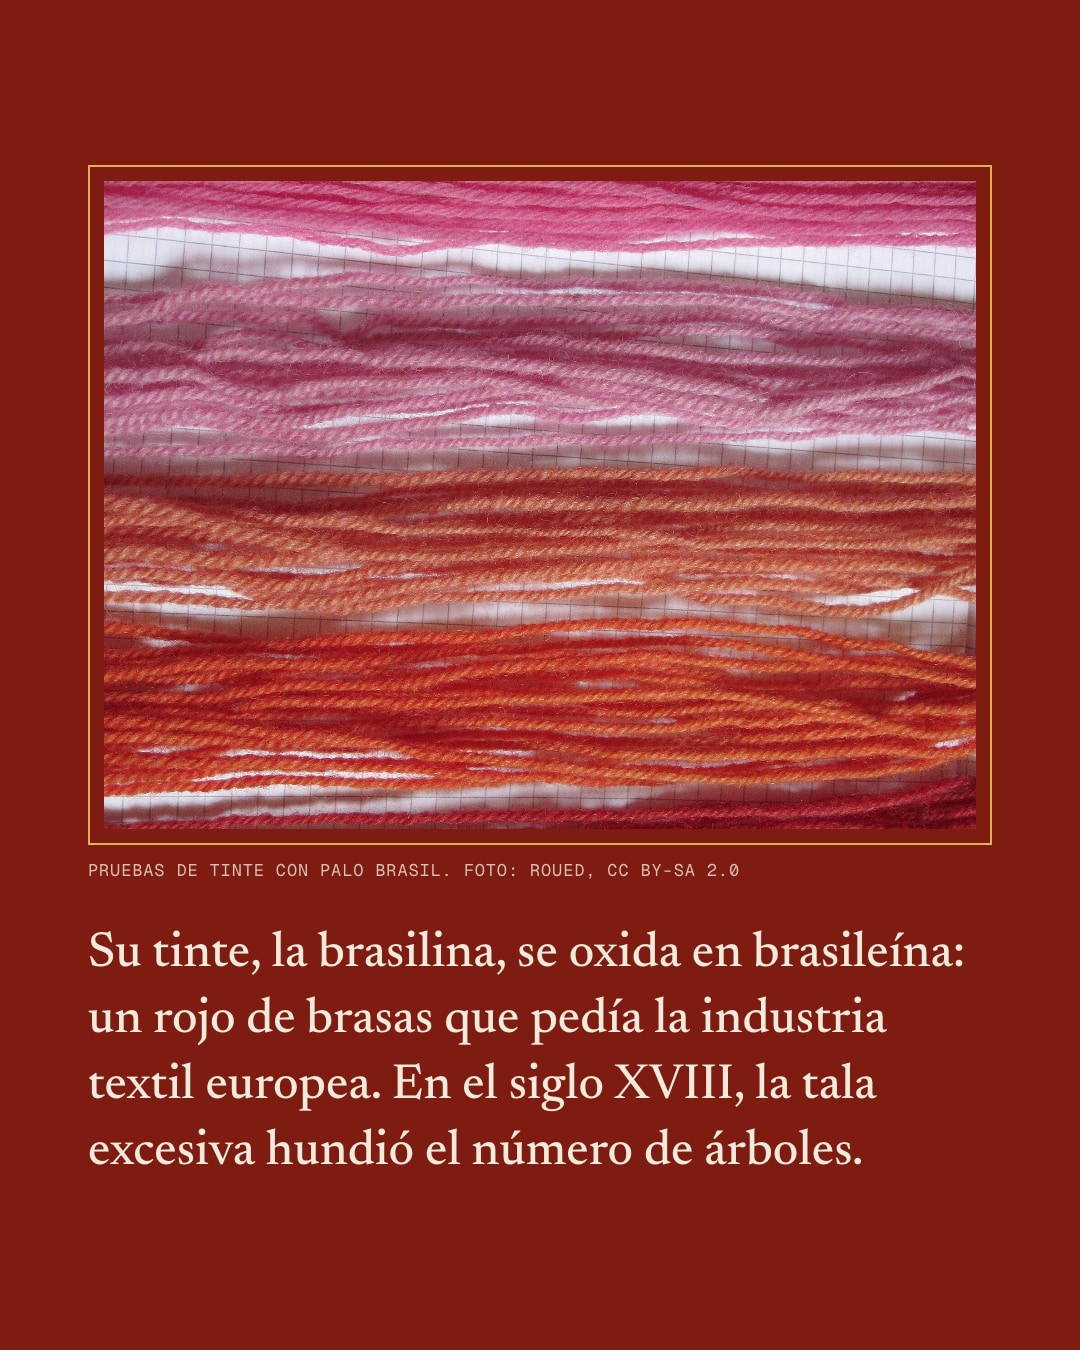 PRUEBAS DE TINTE CON PALO BRASIL. FOTO: ROUED, CC BY-SA 2.0
Su tinte, la brasilina, se oxida en brasileína:
un rojo de brasas que pedía la industria
textil europea. En el siglo XVIII, la tala
excesiva hundió el número de árboles.